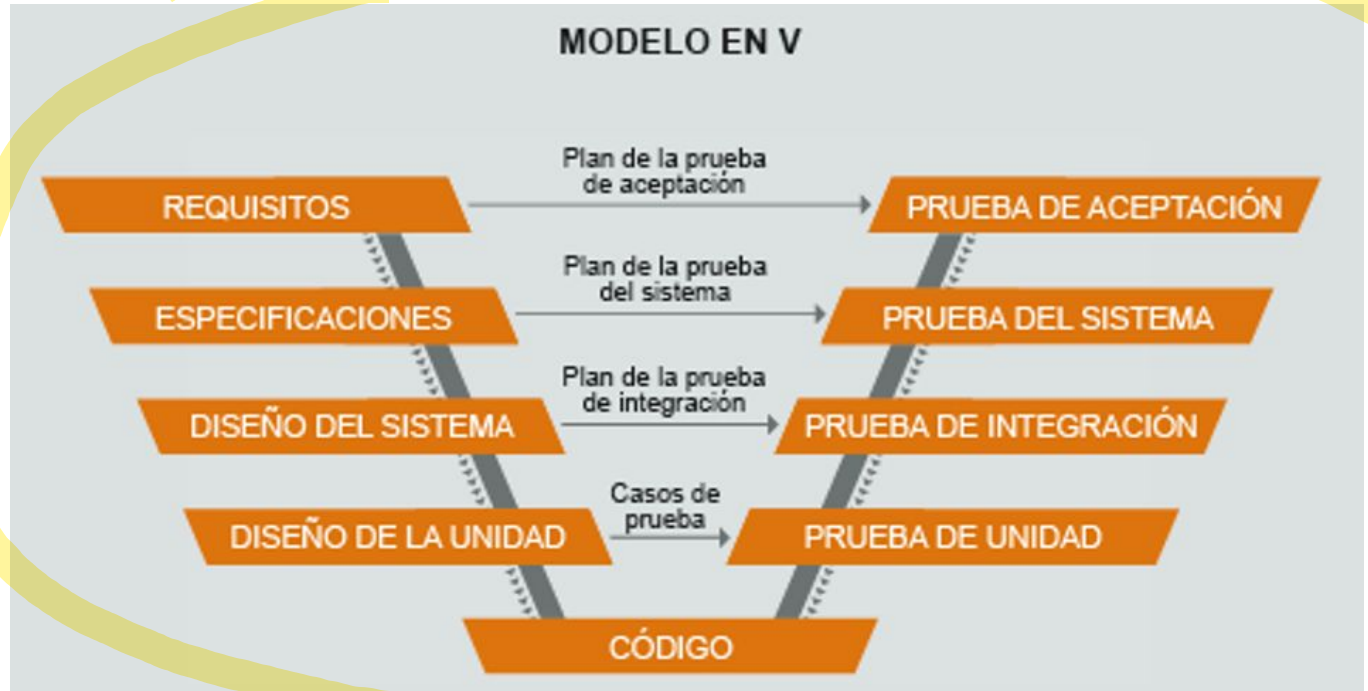 MODELO EN V
Plan de la prueba
de aceptación
REQUISITOS
PRUEBA DE ACEPTACIÓN
Plan de la prueba
del sistema
ESPECIFICACIONES
PRUEBA DEL SISTEMA
Plan de la prueba
de integración
DISEÑO DEL SISTEMA
PRUEBA DE INTEGRACIÓN
Casos de
prueba
DISEÑO DE LA UNIDAD
PRUEBA DE UNIDAD
CÓDIGO